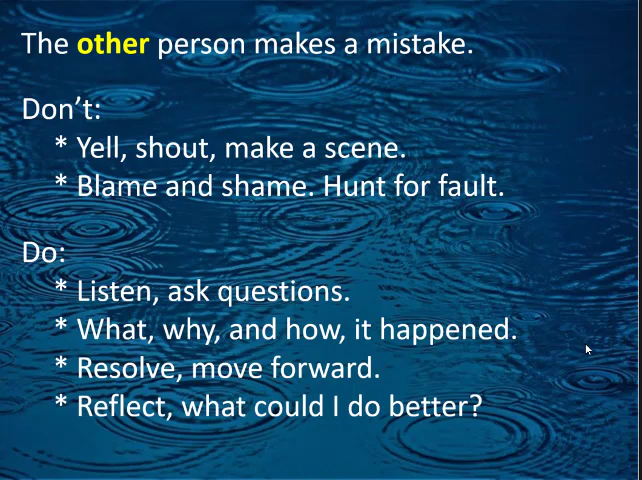 The other person makes a mistake.
Don’t:
* Yell, shout, make a scene.
* Blame and shame. Hunt for fault.
Do:
* Listen, ask questions.
* What, why, and how, it happened.
* Resolve, move forward.
* Reflect, what could I do better?